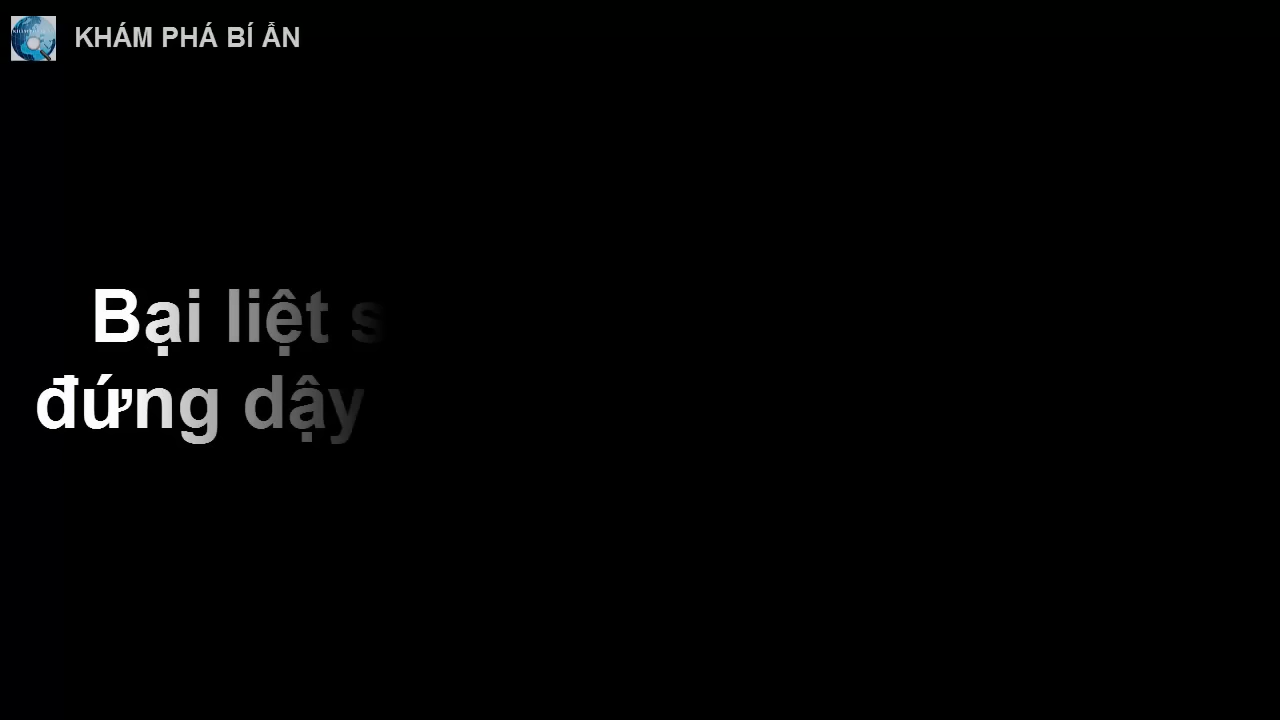 KHÁM PHÁ BÍ ẨN
Bại liệt
đứng dậy